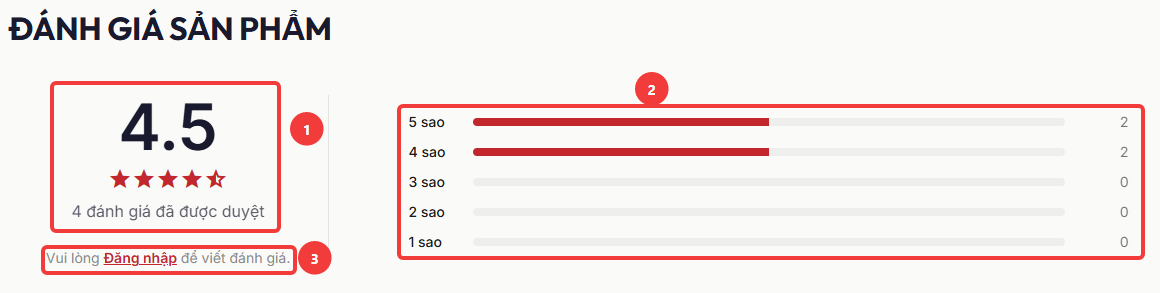 ĐÁNH GIÁ SẢN PHẨM
4.5
1
4 đánh giá đã được duyệt
Vui lòng Đăng nhập để viết đánh giá.
3
2
5 sao 2
4 sao 2
3 sao 0
2 sao 0
1 sao 0